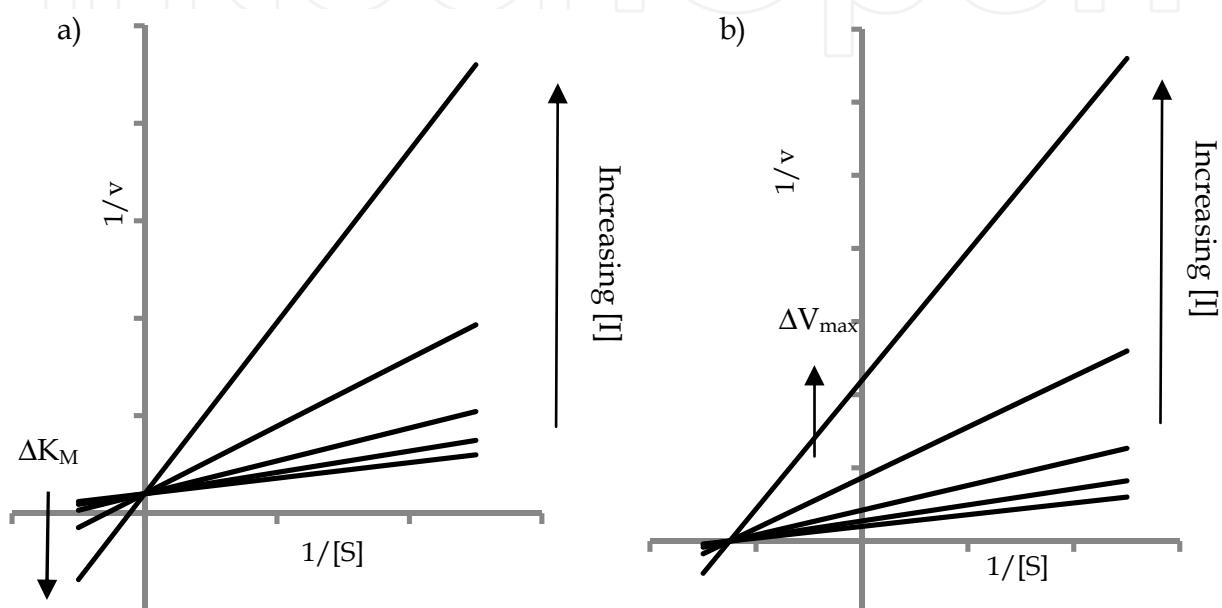 a)
1/v
Increasing [I]
ΔK_M
1/[S]
b)
1/v
Increasing [I]
ΔV_max
1/[S]